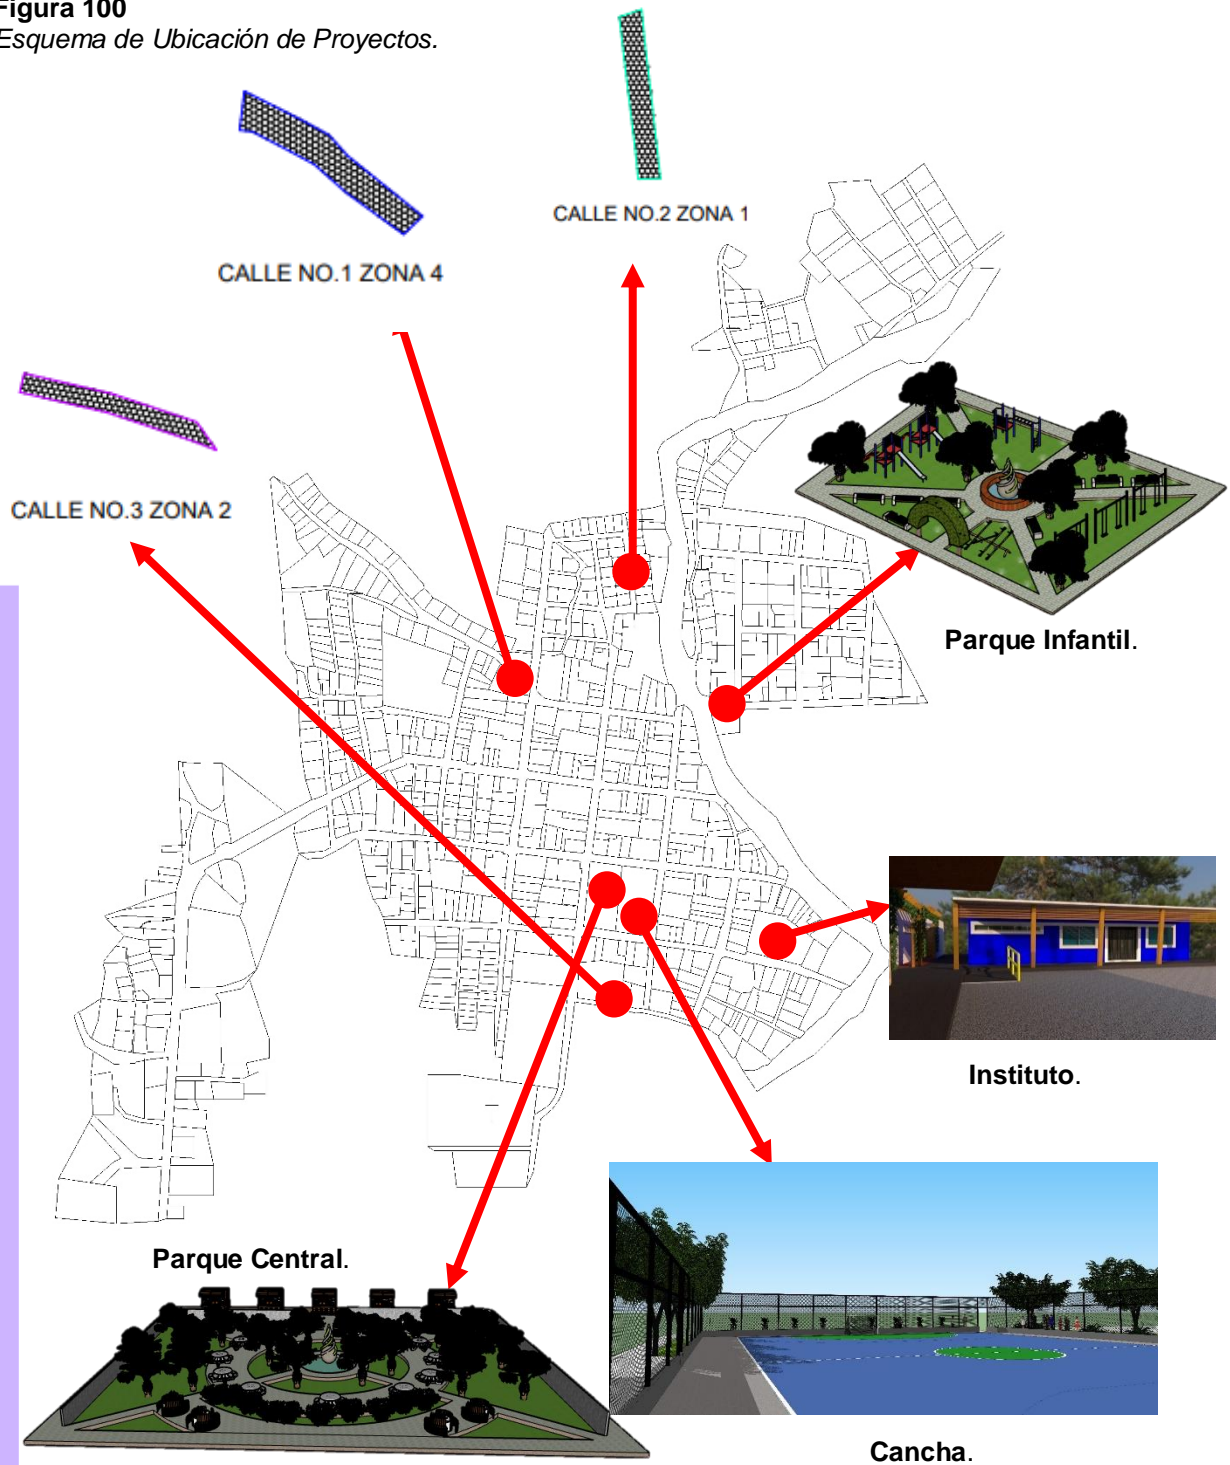 Figura 100
Esquema de Ubicación de Proyectos.
CALLE NO.2 ZONA 1
CALLE NO.1 ZONA 4
CALLE NO.3 ZONA 2
Parque Infantil.
Instituto.
Parque Central.
Cancha.